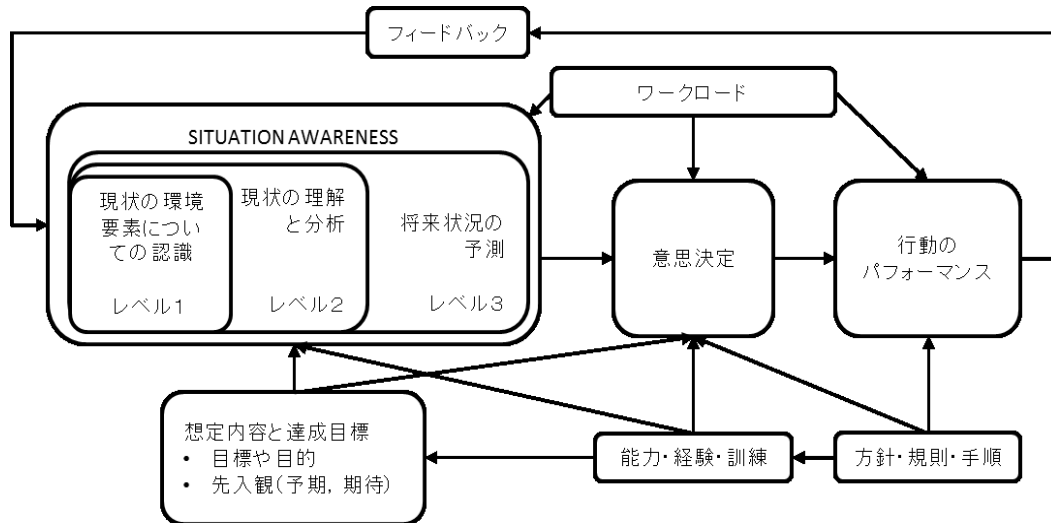 フィードバック
ワークロード
SITUATION AWARENESS
現状の環境
要素につい
ての認識
レベル1
現状の理解
と分析
レベル2
将来状況の
予測
レベル3
意思決定
行動の
パフォーマンス
想定内容と達成目標
• 目標や目的
• 先入観(予期, 期待)
能力・経験・訓練
方針・規則・手順